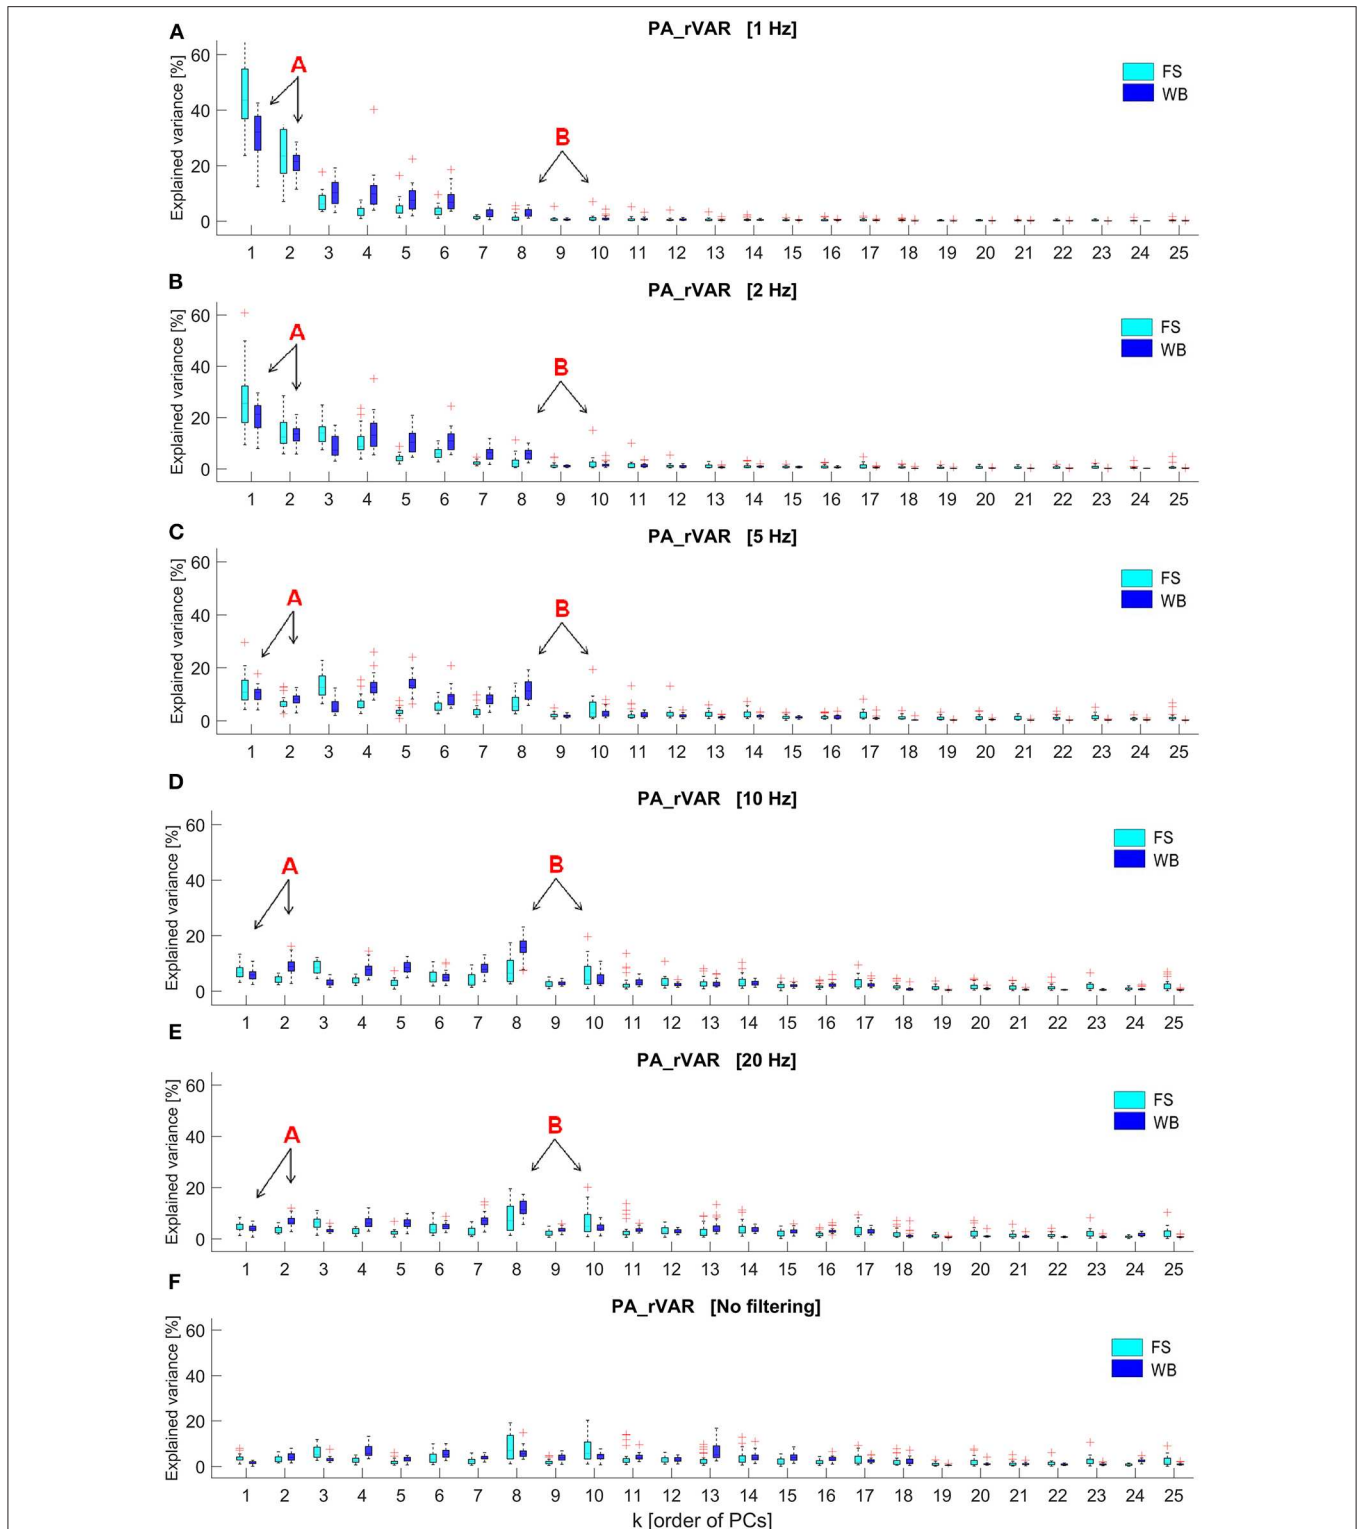 A
PA_rVAR [1 Hz]
Explained variance [%]
60
40
20
0
A
B
FS
WB
1 2 3 4 5 6 7 8 9 10 11 12 13 14 15 16 17 18 19 20 21 22 23 24 25
B
PA_rVAR [2 Hz]
Explained variance [%]
60
40
20
0
A
B
FS
WB
1 2 3 4 5 6 7 8 9 10 11 12 13 14 15 16 17 18 19 20 21 22 23 24 25
C
PA_rVAR [5 Hz]
Explained variance [%]
60
40
20
0
A
B
FS
WB
1 2 3 4 5 6 7 8 9 10 11 12 13 14 15 16 17 18 19 20 21 22 23 24 25
D
PA_rVAR [10 Hz]
Explained variance [%]
60
40
20
0
A
B
FS
WB
1 2 3 4 5 6 7 8 9 10 11 12 13 14 15 16 17 18 19 20 21 22 23 24 25
E
PA_rVAR [20 Hz]
Explained variance [%]
60
40
20
0
A
B
FS
WB
1 2 3 4 5 6 7 8 9 10 11 12 13 14 15 16 17 18 19 20 21 22 23 24 25
F
PA_rVAR [No filtering]
Explained variance [%]
60
40
20
0
FS
WB
1 2 3 4 5 6 7 8 9 10 11 12 13 14 15 16 17 18 19 20 21 22 23 24 25
k [order of PCs]